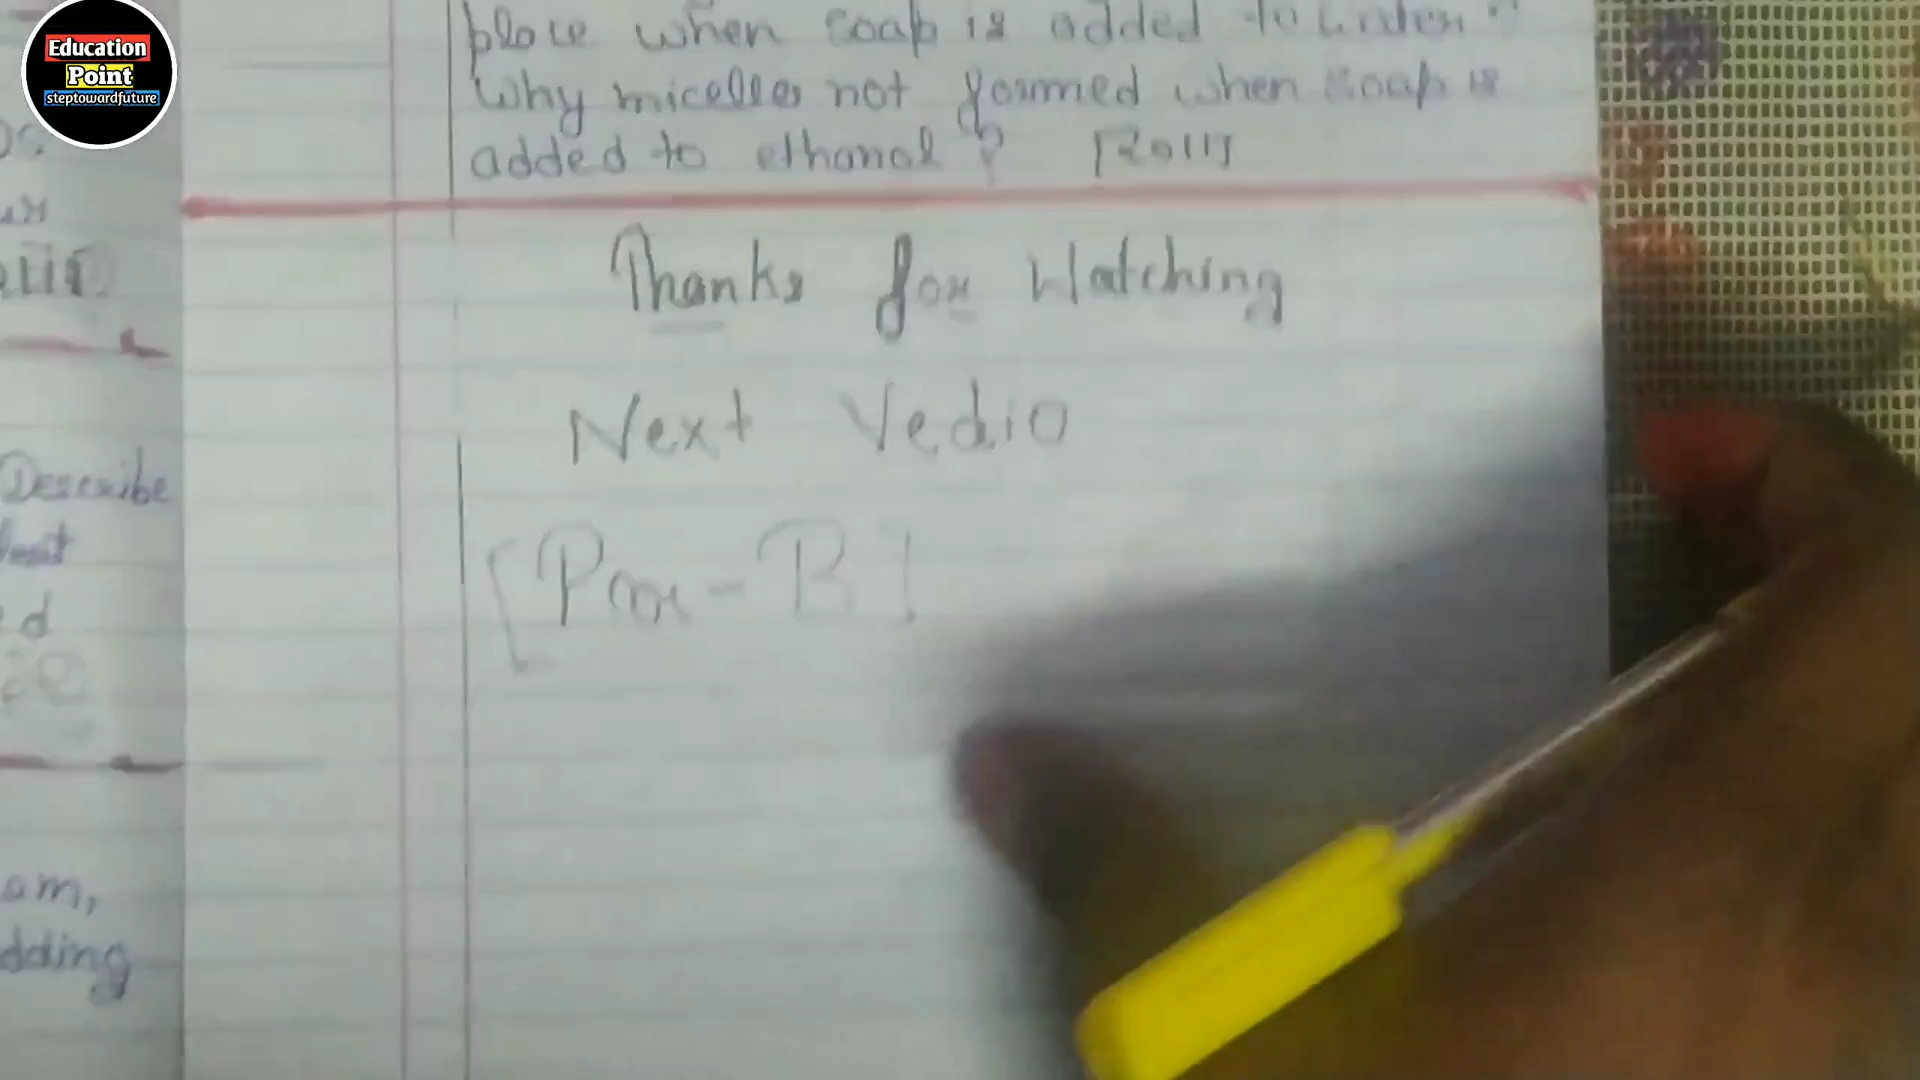 Education
Point
steptowardfuture
place when soap is added to water ?
Why micelles not formed when soap is
added to ethanol ? [2011]
Thanks for Watching
Next Vedio
B]
Describe
d
am,
dding